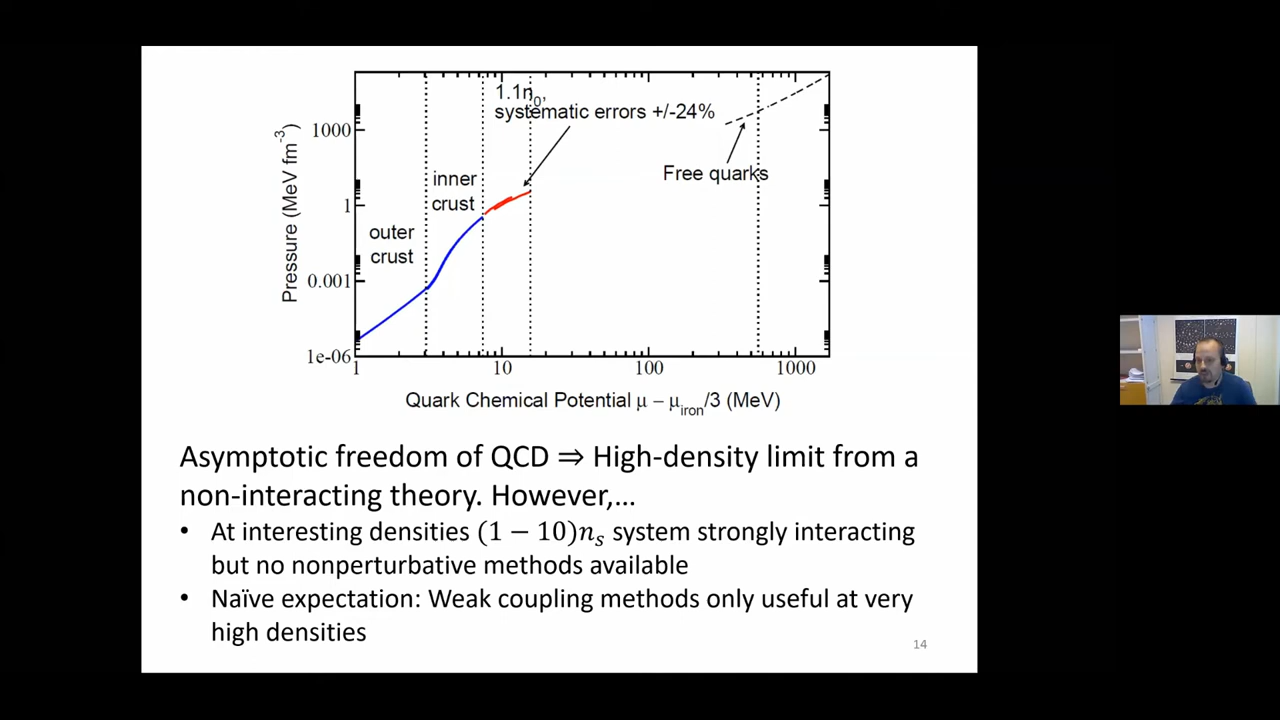 1.1n₀,
systematic errors +/-24%
1000
Pressure (MeV fm⁻³)
Free quarks
inner
crust
1
outer
crust
0.001
1e-06
1
10
100
1000
Quark Chemical Potential μ − μ_iron/3 (MeV)
Asymptotic freedom of QCD ⇒ High-density limit from a
non-interacting theory. However,...
• At interesting densities (1 − 10)nₛ system strongly interacting
but no nonperturbative methods available
• Naïve expectation: Weak coupling methods only useful at very
high densities
14